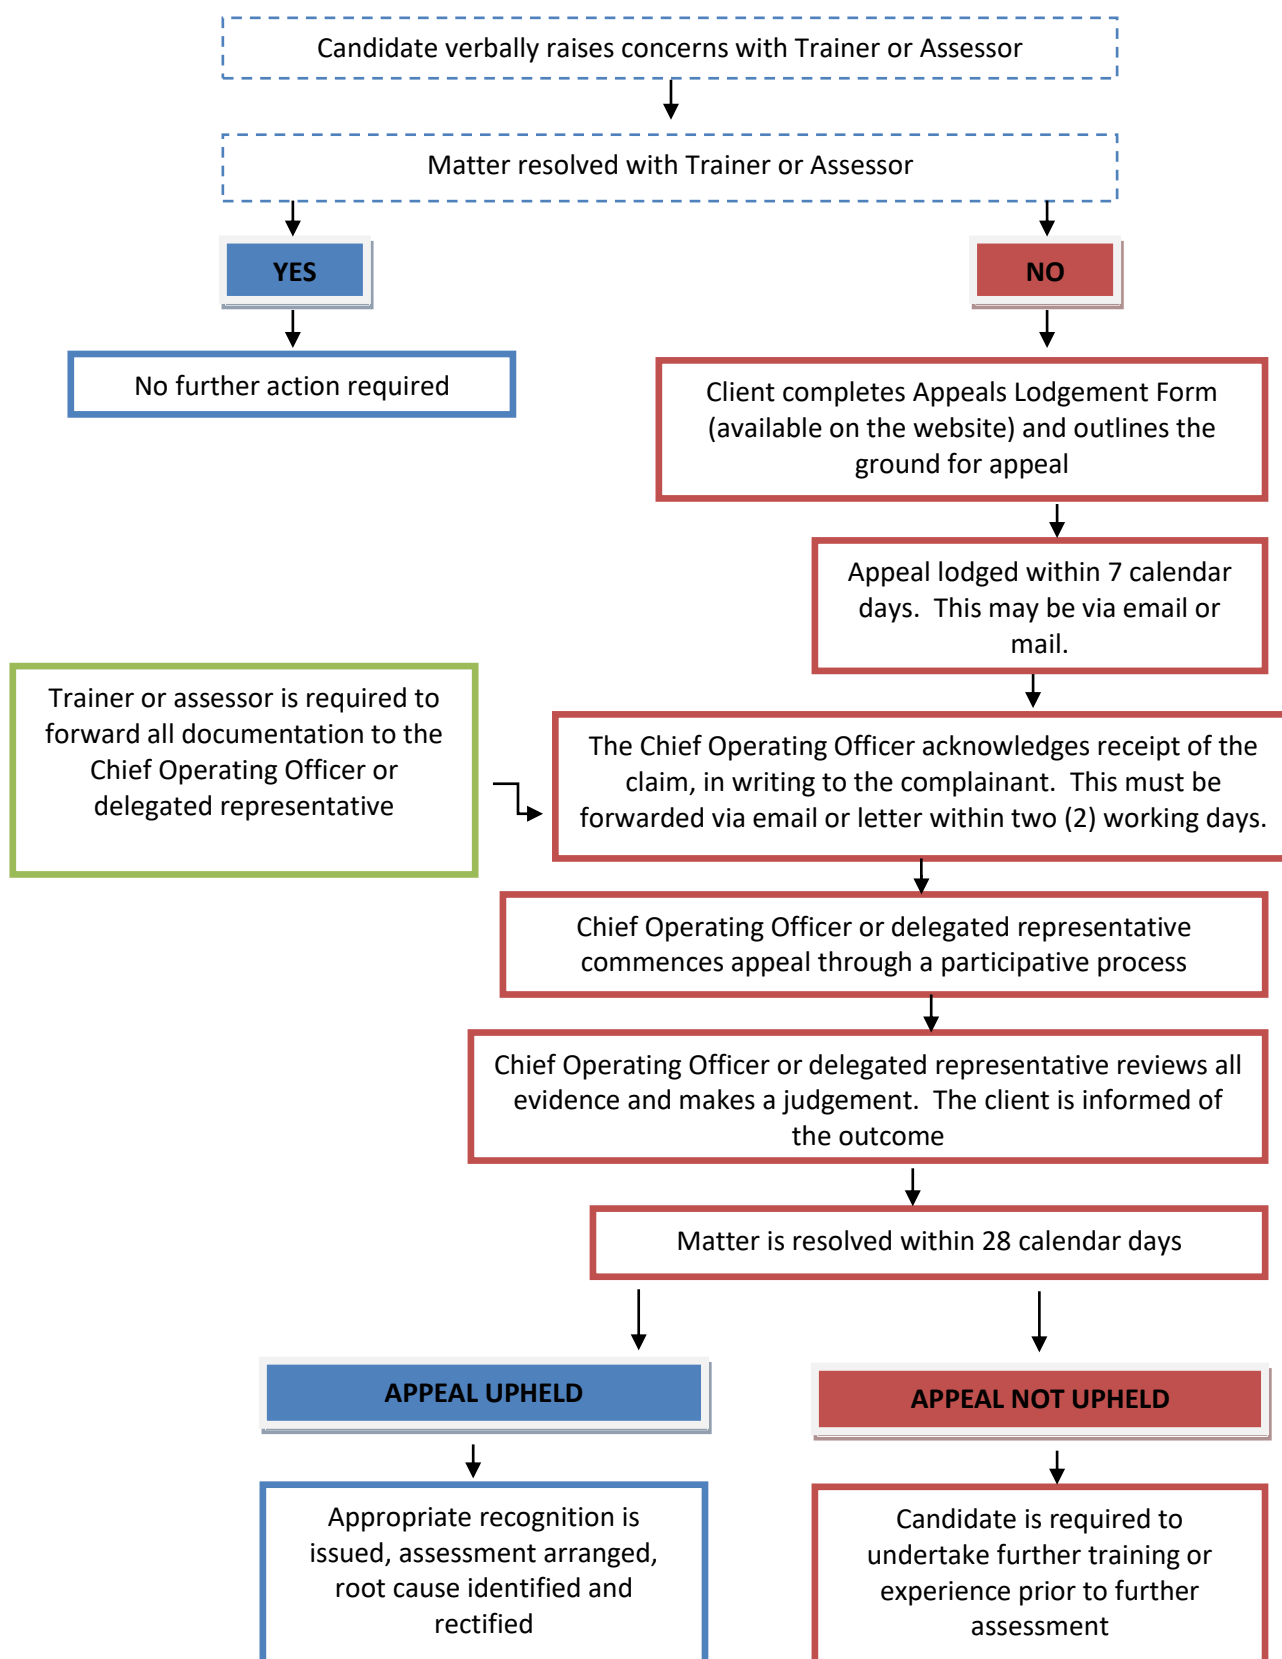 Candidate verbally raises concerns with Trainer or Assessor
Matter resolved with Trainer or Assessor
YES
NO
No further action required
Client completes Appeals Lodgement Form
(available on the website) and outlines the
ground for appeal
Appeal lodged within 7 calendar
days.  This may be via email or
mail.
Trainer or assessor is required to
forward all documentation to the
Chief Operating Officer or
delegated representative
The Chief Operating Officer acknowledges receipt of the
claim, in writing to the complainant.  This must be
forwarded via email or letter within two (2) working days.
Chief Operating Officer or delegated representative
commences appeal through a participative process
Chief Operating Officer or delegated representative reviews all
evidence and makes a judgement.  The client is informed of
the outcome
Matter is resolved within 28 calendar days
APPEAL UPHELD
APPEAL NOT UPHELD
Appropriate recognition is
issued, assessment arranged,
root cause identified and
rectified
Candidate is required to
undertake further training or
experience prior to further
assessment